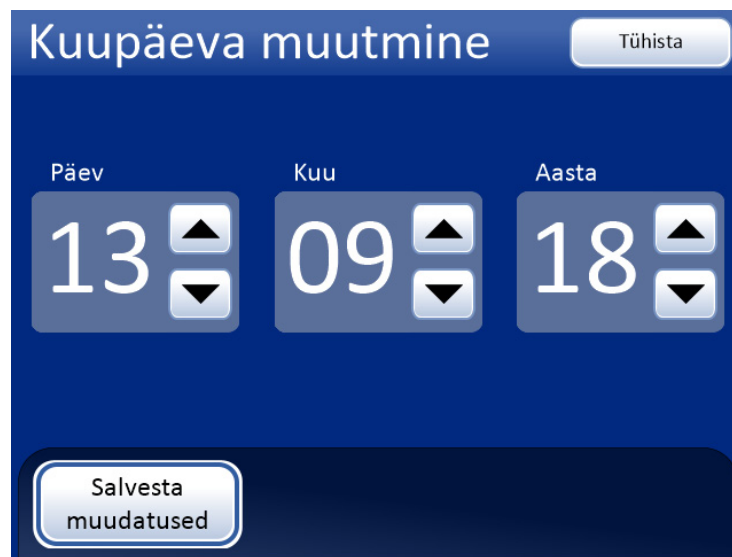 Kuupäeva muutmine
Tühista
Päev Kuu Aasta
13 09 18
Salvesta
muudatused